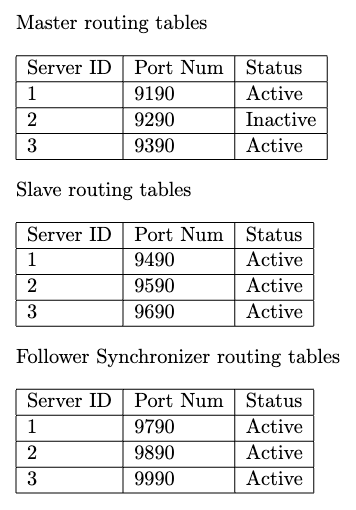 Master routing tables
Server ID Port Num Status
1 9190 Active
2 9290 Inactive
3 9390 Active
Slave routing tables
Server ID Port Num Status
1 9490 Active
2 9590 Active
3 9690 Active
Follower Synchronizer routing tables
Server ID Port Num Status
1 9790 Active
2 9890 Active
3 9990 Active